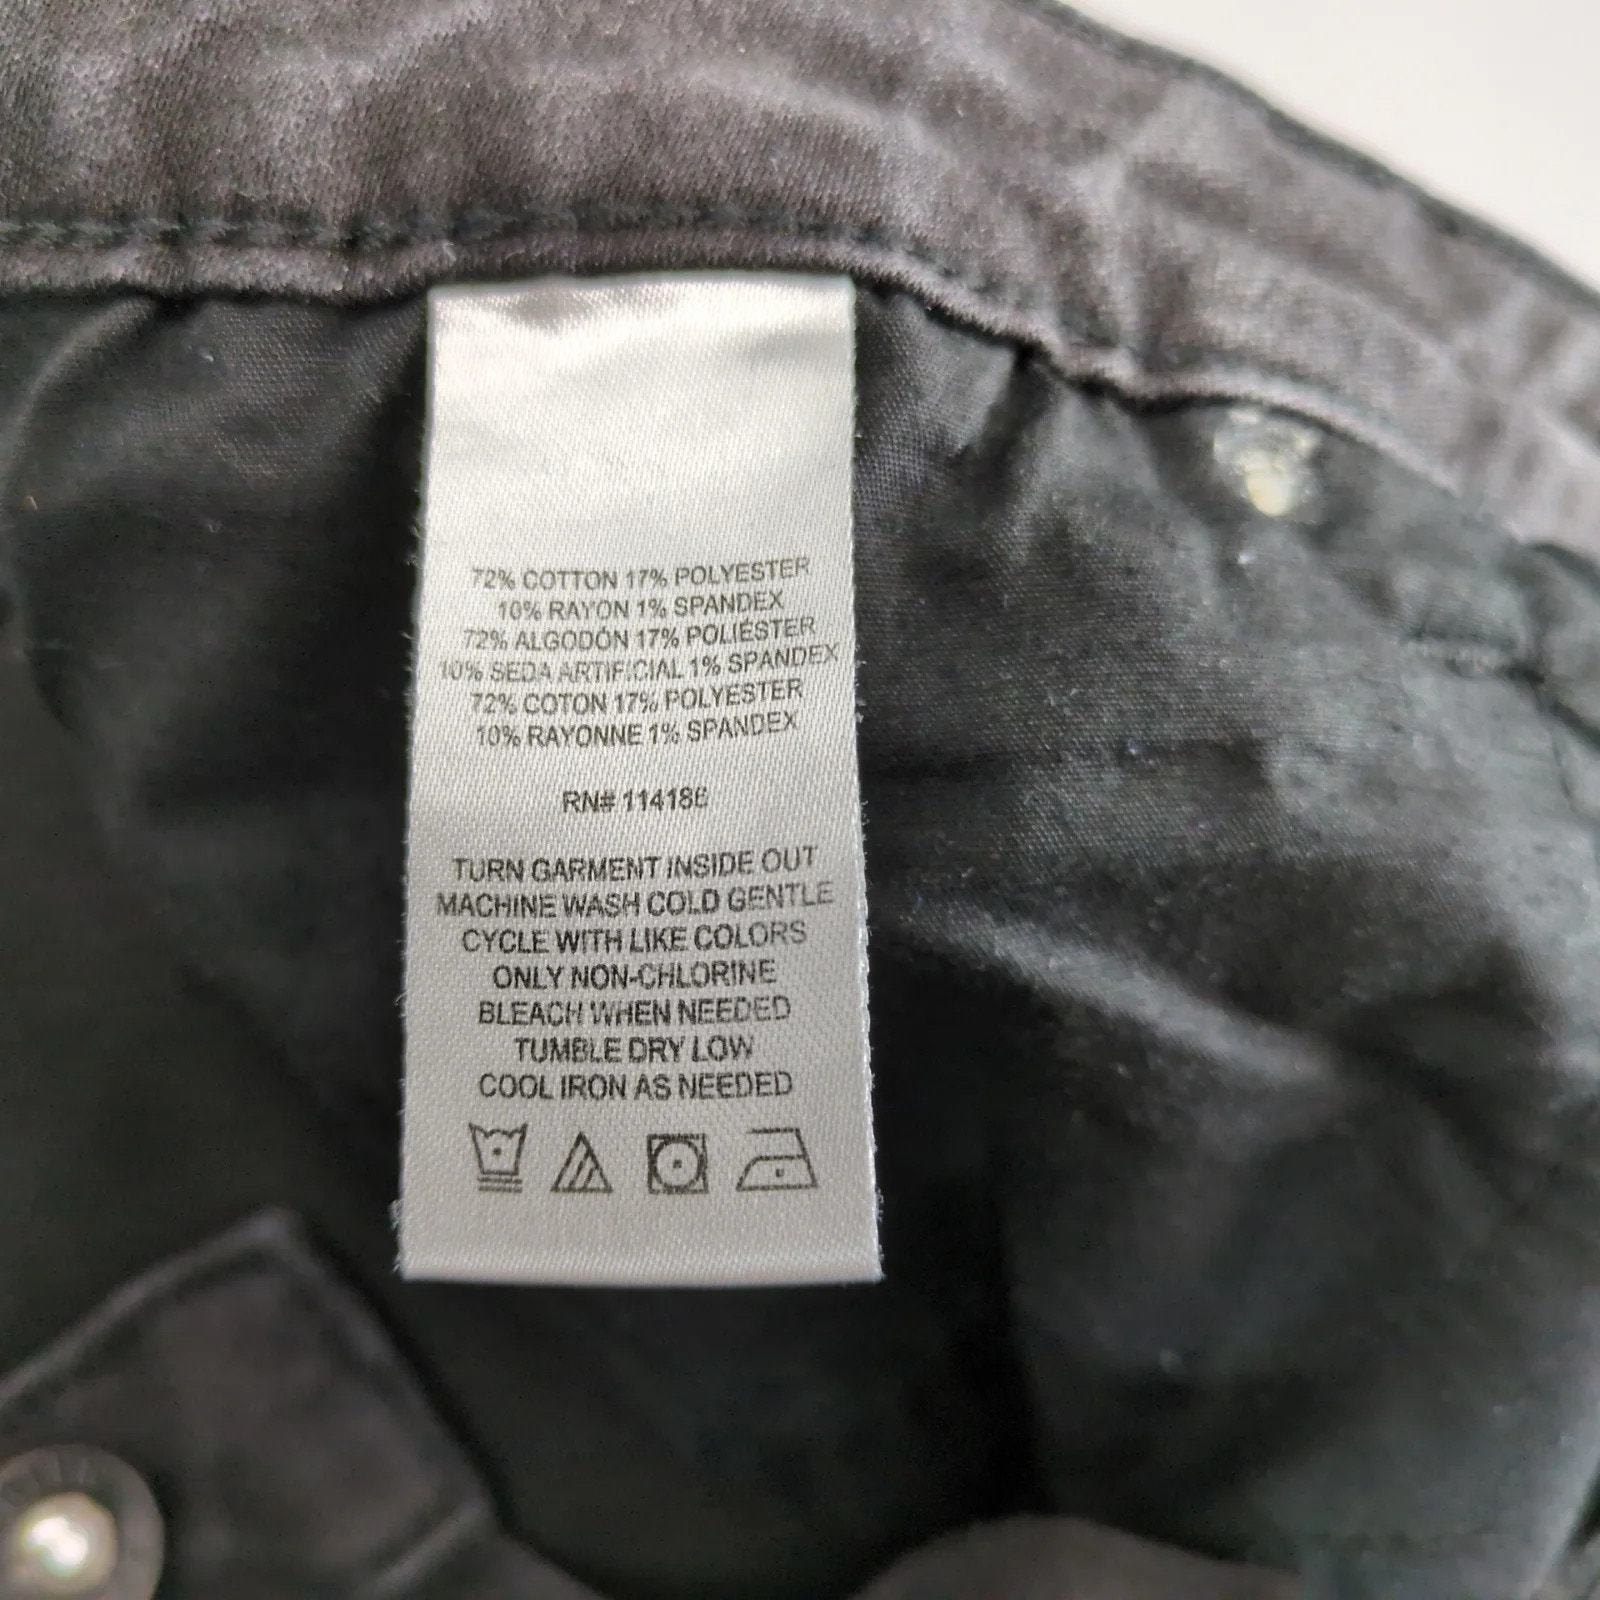 72% COTTON 17% POLYESTER
10% RAYON 1% SPANDEX
72% ALGODÓN 17% POLIÉSTER
10% SEDA ARTIFICIAL 1% SPANDEX
72% COTON 17% POLYESTER
10% RAYONNE 1% SPANDEX
RN# 114186
TURN GARMENT INSIDE OUT
MACHINE WASH COLD GENTLE
CYCLE WITH LIKE COLORS
ONLY NON-CHLORINE
BLEACH WHEN NEEDED
TUMBLE DRY LOW
COOL IRON AS NEEDED